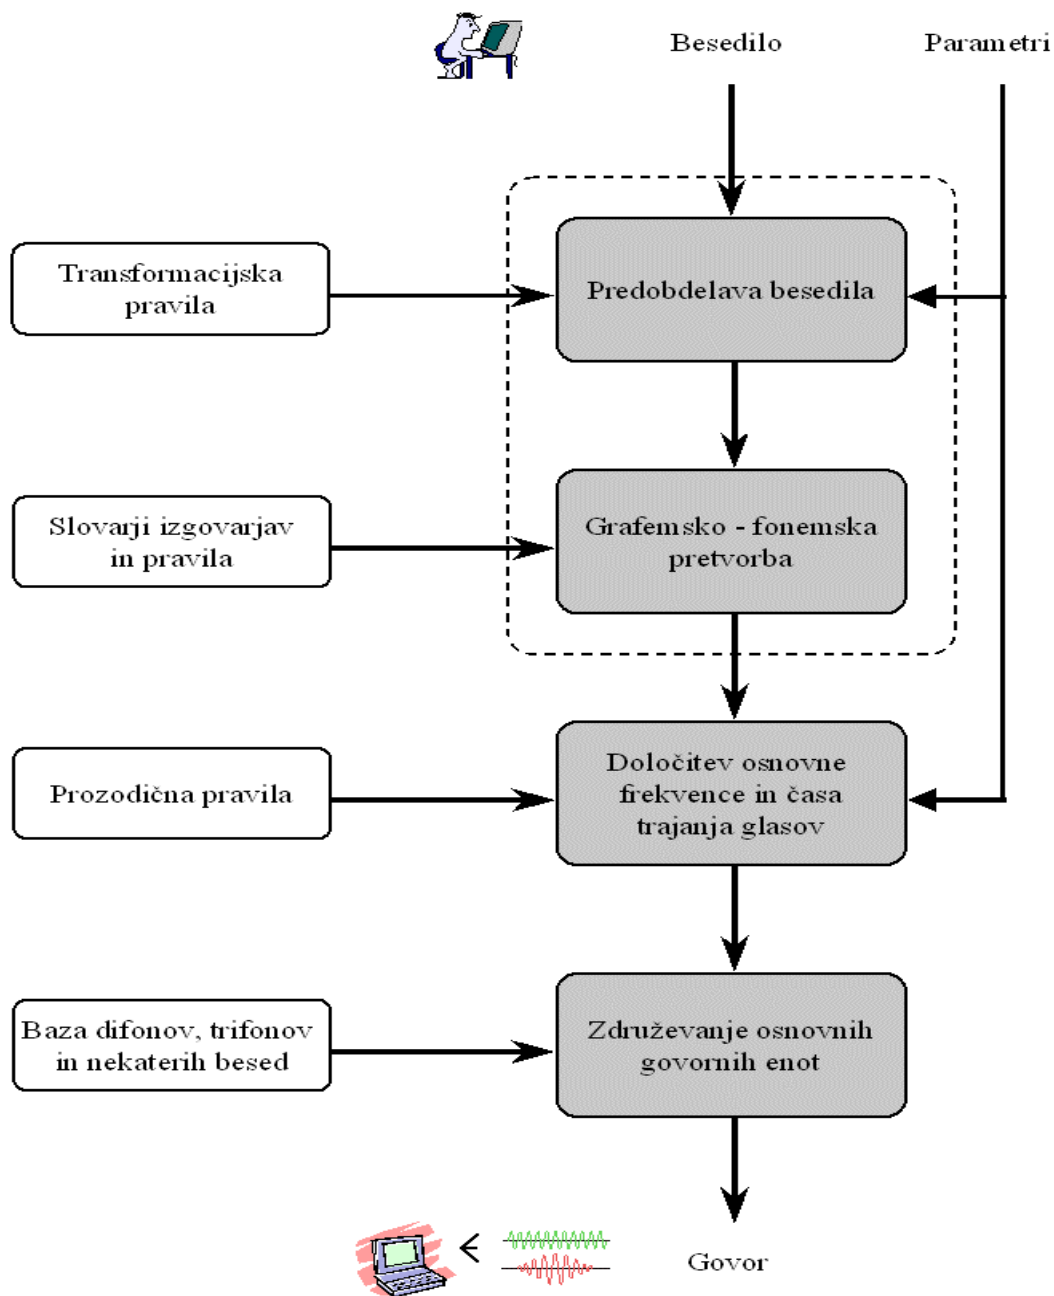 Besedilo
Parametri
Transformacijska
pravila
Predobdelava besedila
Slovarji izgovarjav
in pravila
Grafemsko - fonemska
pretvorba
Prozodična pravila
Določitev osnovne
frekvence in časa
trajanja glasov
Baza difonov, trifonov
in nekaterih besed
Združevanje osnovnih
govornih enot
Govor